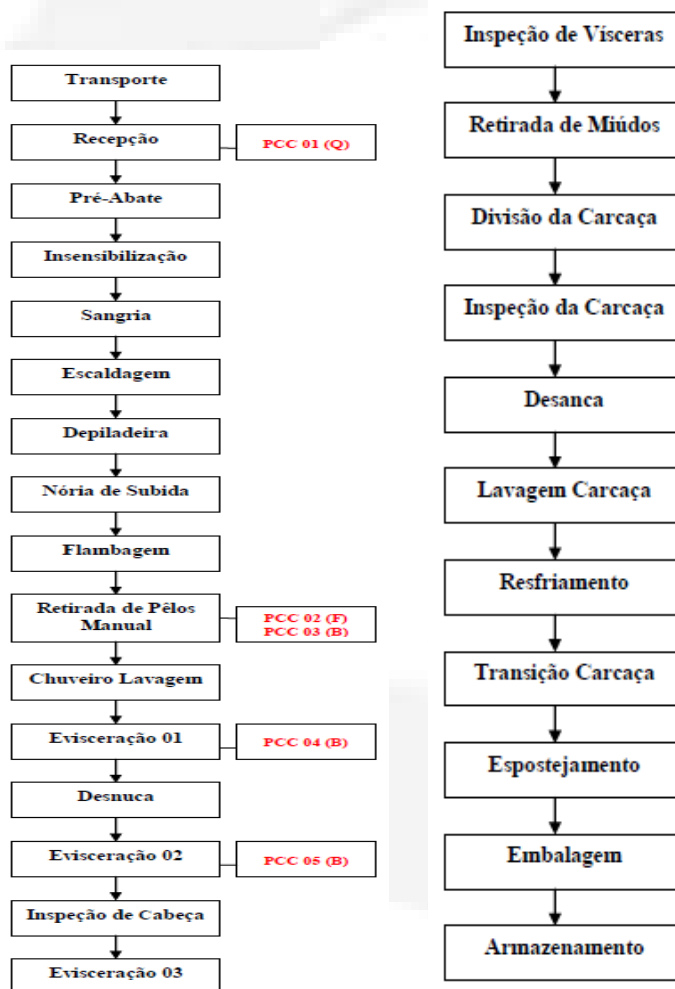 Transporte
Recepção
PCC 01 (Q)
Pré-Abate
Insensibilização
Sangria
Escaldagem
Depiladeira
Nória de Subida
Flambagem
Retirada de Pêlos
Manual
PCC 02 (F)
PCC 03 (B)
Chuveiro Lavagem
Evisceração 01
PCC 04 (B)
Desnuca
Evisceração 02
PCC 05 (B)
Inspeção de Cabeça
Evisceração 03
Inspeção de Vísceras
Retirada de Miúdos
Divisão da Carcaça
Inspeção da Carcaça
Desanca
Lavagem Carcaça
Resfriamento
Transição Carcaça
Espostejamento
Embalagem
Armazenamento